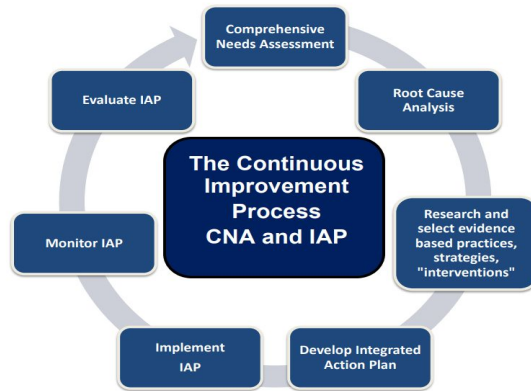 Comprehensive
Needs Assessment
Root Cause
Analysis
Research and
select evidence
based practices,
strategies,
"interventions"
Develop Integrated
Action Plan
Implement
IAP
Monitor IAP
Evaluate IAP
The Continuous
Improvement
Process
CNA and IAP